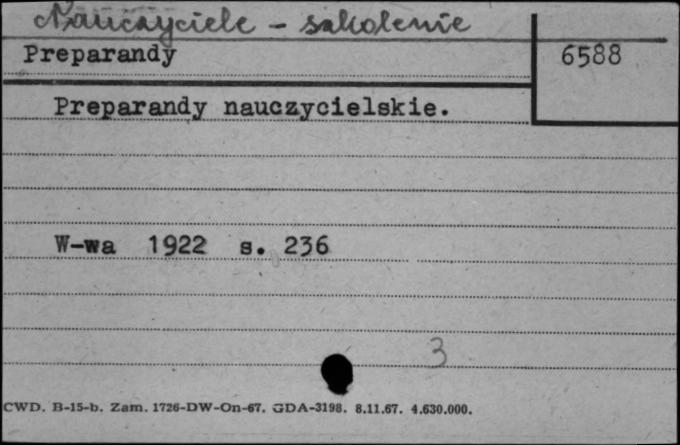 Nauczyciele - szkolenie
Preparandy
6588
Preparandy nauczycielskie.
W-wa 1922 s. 236
3
CWD. B-15-b. Zam. 1726-DW-On-67. GDA-3198. 8.11.67. 4.630.000.